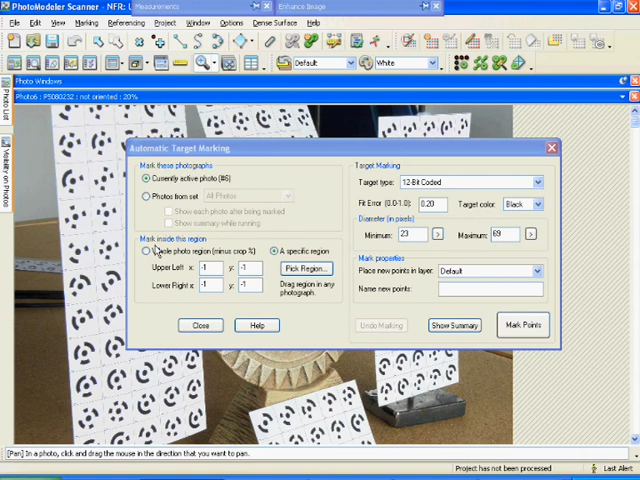 PhotoModeler Scanner - NFR:
Measurements
Enhance Image
File Edit View Marking Referencing Project Window Options Dense Surface Help
Default
White
Photo Windows
Photo6 : P5080232 : not oriented : 20%
Photo List
Visibility on Photos
Automatic Target Marking
Mark these photographs
Currently active photo (#6)
Photos from set All Photos
Show each photo after being marked
Show summary while running
Mark inside this region
Whole photo region (minus crop %) A specific region
Upper Left x: -1 y: -1 Pick Region...
Lower Right x: -1 y: -1 Drag region in any photograph.
Close Help
Target Marking
Target type: 12-Bit Coded
Fit Error (0-1.0): 0.20 Target color: Black
Diameter (in pixels)
Minimum: 23 > Maximum: 69 >
Mark properties
Place new points in layer: Default
Name new points:
Undo Marking Show Summary Mark Points
[Pan] In a photo, click and drag the mouse in the direction that you want to pan.
Project has not been processed Last Alert